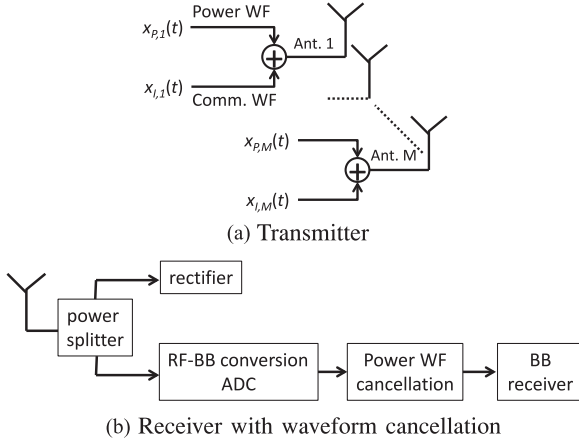 Power WF
x_{P,1}(t)
Ant. 1
x_{I,1}(t)
Comm. WF
x_{P,M}(t)
Ant. M
x_{I,M}(t)
(a) Transmitter
rectifier
power
splitter
RF-BB conversion
ADC
Power WF
cancellation
BB
receiver
(b) Receiver with waveform cancellation